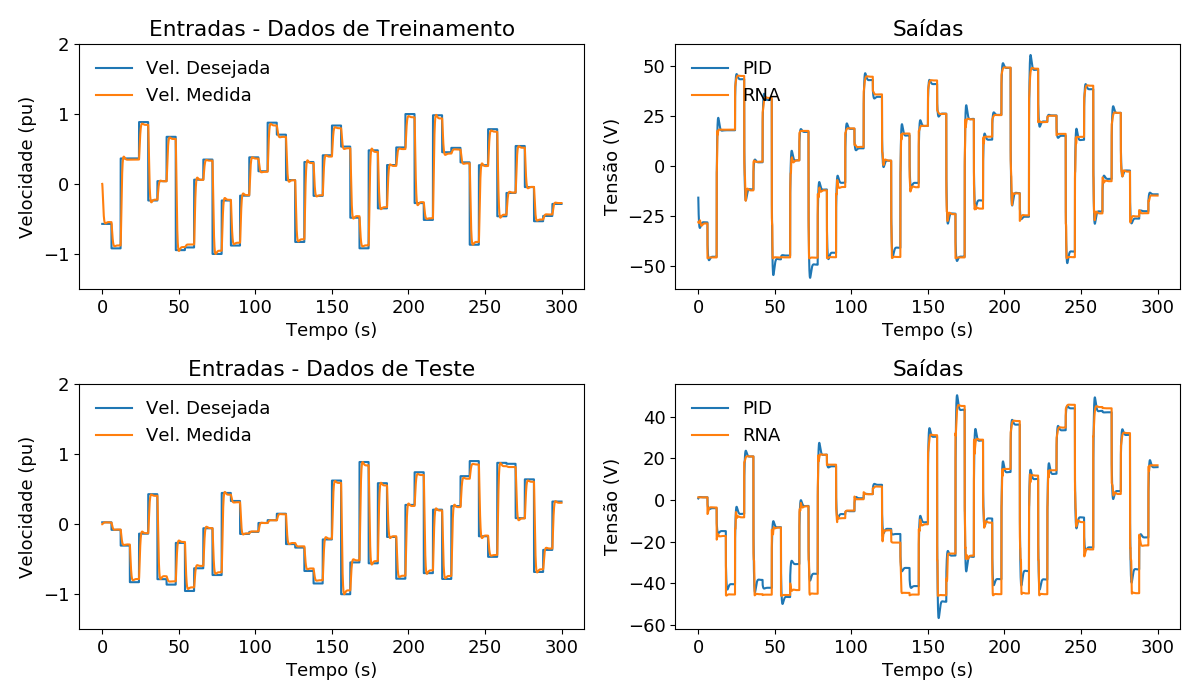 Entradas - Dados de Treinamento
Velocidade (pu)
2
1
0
−1
Vel. Desejada
Vel. Medida
0 50 100 150 200 250 300
Tempo (s)
Saídas
Tensão (V)
50
25
0
−25
−50
PID
RNA
0 50 100 150 200 250 300
Tempo (s)
Entradas - Dados de Teste
Velocidade (pu)
2
1
0
−1
Vel. Desejada
Vel. Medida
0 50 100 150 200 250 300
Tempo (s)
Saídas
Tensão (V)
40
20
0
−20
−40
−60
PID
RNA
0 50 100 150 200 250 300
Tempo (s)